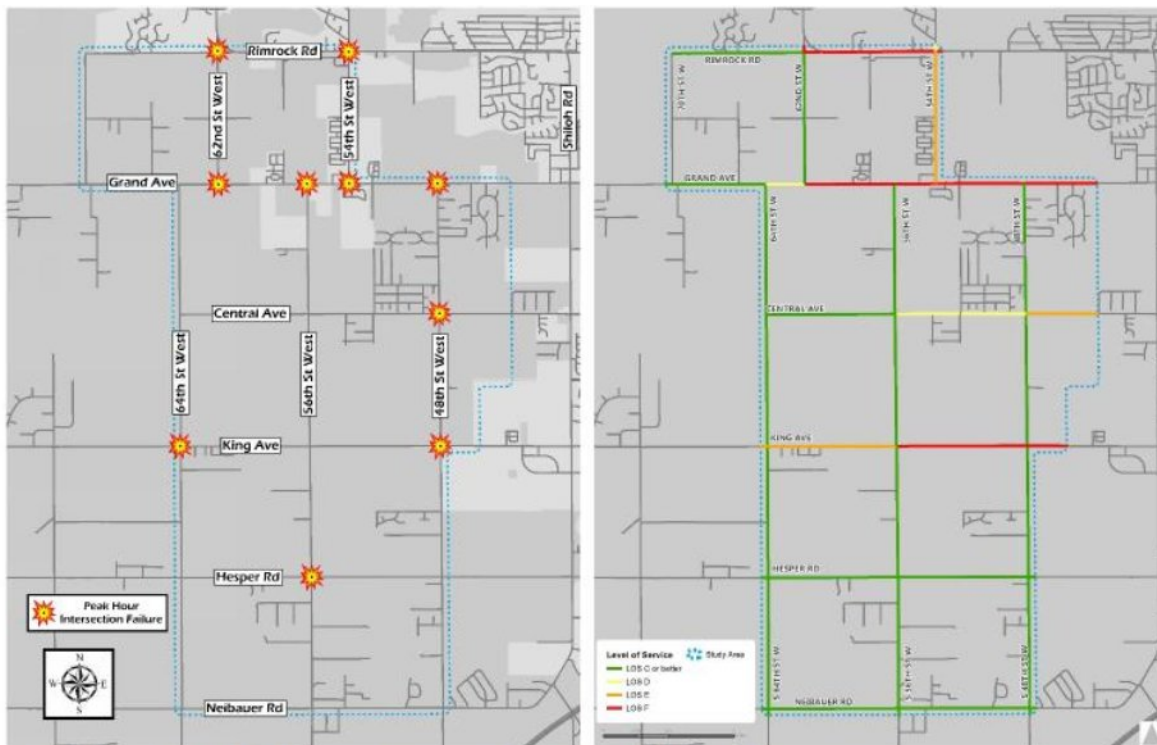 Rimrock Rd
62nd St West
54th St West
Shiloh Rd
Grand Ave
Central Ave
64th St West
56th St West
48th St West
King Ave
Hesper Rd
Peak Hour
Intersection Failure
N
W
E
S
Neibauer Rd
RIMROCK RD
70TH ST W
62ND ST W
54TH ST W
GRAND AVE
64TH ST W
56TH ST W
48TH ST W
CENTRAL AVE
KING AVE
HESPER RD
Level of Service
Study Area
LOS C or better
LOS D
LOS E
LOS F
S 64TH ST W
S 56TH ST W
S 48TH ST W
NEIBAUER RD